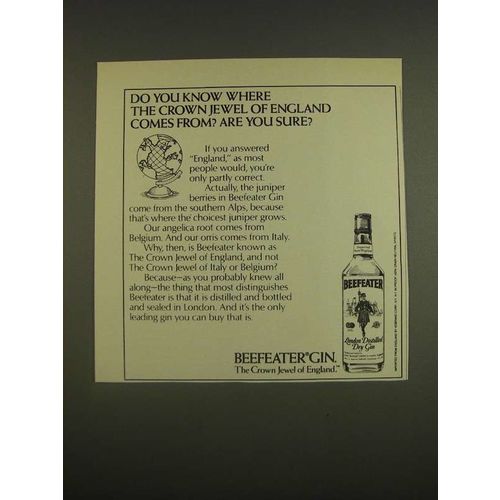 DO YOU KNOW WHERE
THE CROWN JEWEL OF ENGLAND
COMES FROM? ARE YOU SURE?
If you answered
"England," as most
people would, you're
only partly correct.
Actually, the juniper
berries in Beefeater Gin
come from the southern Alps, because
that's where the choicest juniper grows.
Our angelica root comes from
Belgium. And our orris comes from Italy.
Why, then, is Beefeater known as
The Crown Jewel of England, and not
The Crown Jewel of Italy or Belgium?
Because—as you probably knew all
along—the thing that most distinguishes
Beefeater is that it is distilled and bottled
and sealed in London. And it's the only
leading gin you can buy that is.
BEEFEATER® GIN.
The Crown Jewel of England.™
BEEFEATER
London Distilled
Dry Gin